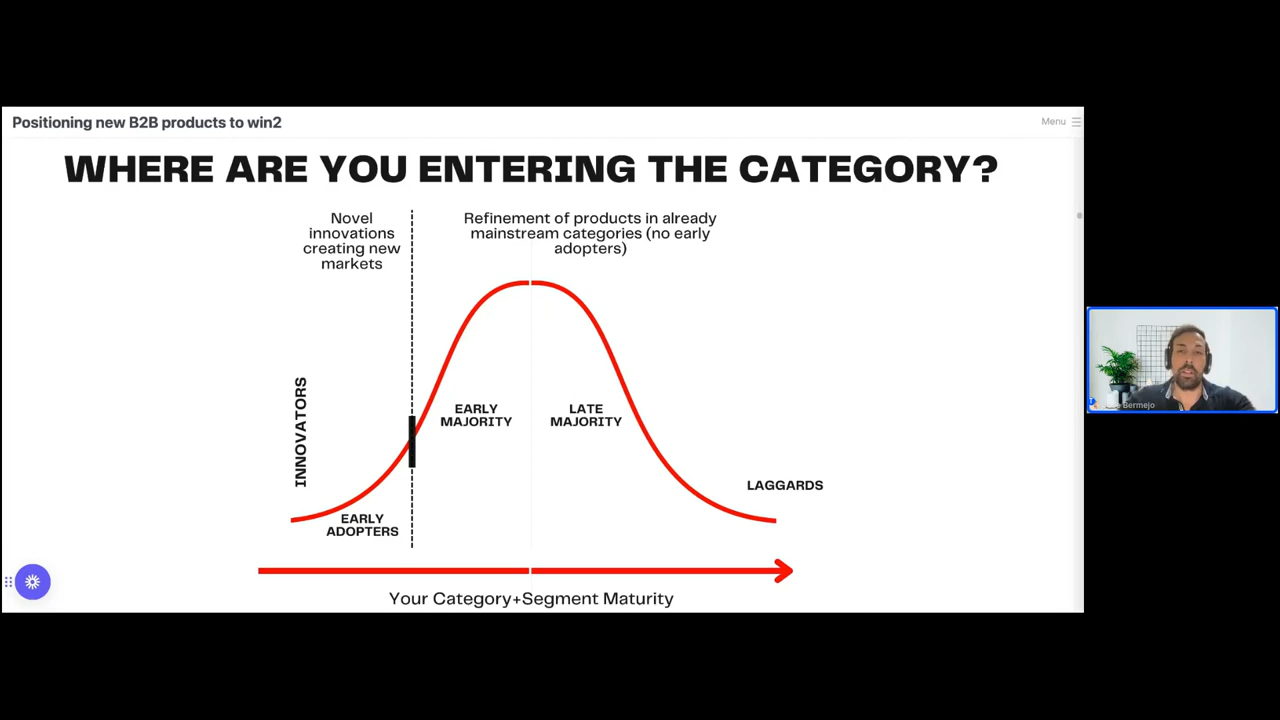 Positioning new B2B products to win2
Menu
WHERE ARE YOU ENTERING THE CATEGORY?
Novel
innovations
creating new
markets
Refinement of products in already
mainstream categories (no early
adopters)
INNOVATORS
EARLY
ADOPTERS
EARLY
MAJORITY
LATE
MAJORITY
LAGGARDS
Your Category+Segment Maturity
Bermejo